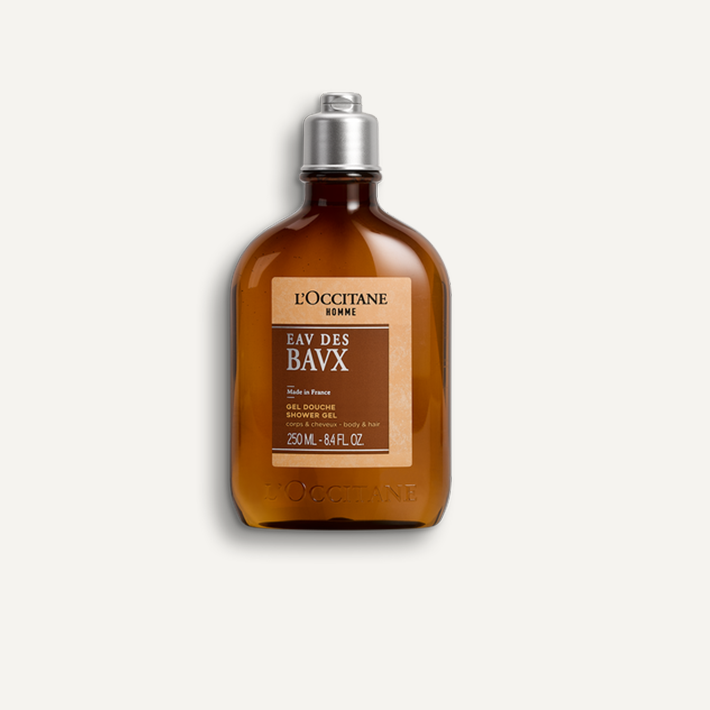 L'OCCITANE
HOMME
EAV DES
BAVX
Made in France
GEL DOUCHE
SHOWER GEL
corps & cheveux - body & hair
250 ML - 8.4 FL. OZ.
L'OCCITANE